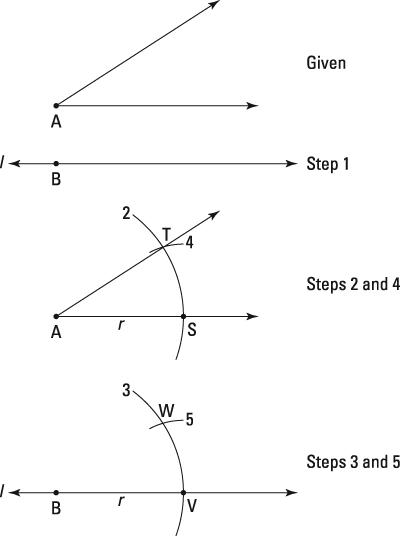 Given
A
l
B
Step 1
2
T
4
Steps 2 and 4
A
r
S
3
W
5
Steps 3 and 5
l
B
r
V